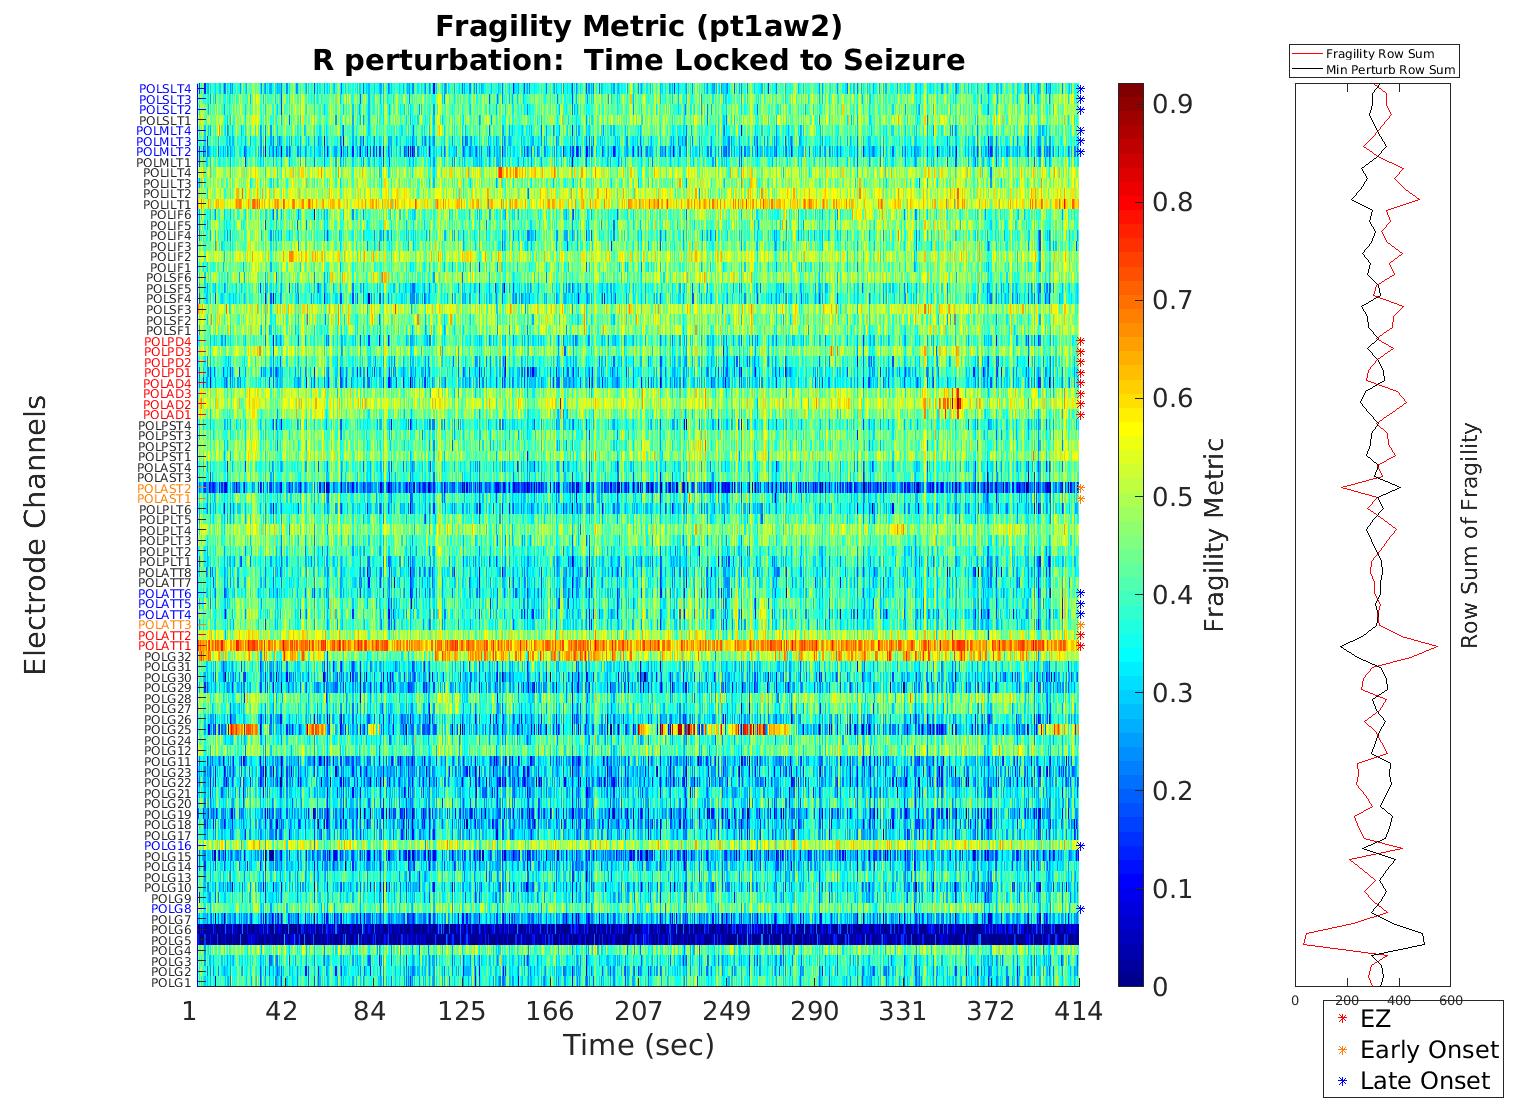 Fragility Metric (pt1aw2)
R perturbation:  Time Locked to Seizure
Electrode Channels
POLSLT4
POLSLT3
POLSLT2
POLSLT1
POLMLT4
POLMLT3
POLMLT2
POLMLT1
POLILT4
POLILT3
POLILT2
POLILT1
POLIF6
POLIF5
POLIF4
POLIF3
POLIF2
POLIF1
POLSF6
POLSF5
POLSF4
POLSF3
POLSF2
POLSF1
POLPD4
POLPD3
POLPD2
POLPD1
POLAD4
POLAD3
POLAD2
POLAD1
POLPST4
POLPST3
POLPST2
POLPST1
POLAST4
POLAST3
POLAST2
POLAST1
POLPLT6
POLPLT5
POLPLT4
POLPLT3
POLPLT2
POLPLT1
POLATT8
POLATT7
POLATT6
POLATT5
POLATT4
POLATT3
POLATT2
POLATT1
POLG32
POLG31
POLG30
POLG29
POLG28
POLG27
POLG26
POLG25
POLG24
POLG12
POLG11
POLG23
POLG22
POLG21
POLG20
POLG19
POLG18
POLG17
POLG16
POLG15
POLG14
POLG13
POLG10
POLG9
POLG8
POLG7
POLG6
POLG5
POLG4
POLG3
POLG2
POLG1
1 42 84 125 166 207 249 290 331 372 414
Time (sec)
0.9
0.8
0.7
0.6
0.5
0.4
0.3
0.2
0.1
0
Fragility Metric
Fragility Row Sum
Min Perturb Row Sum
0 200 400 600
Row Sum of Fragility
EZ
Early Onset
Late Onset